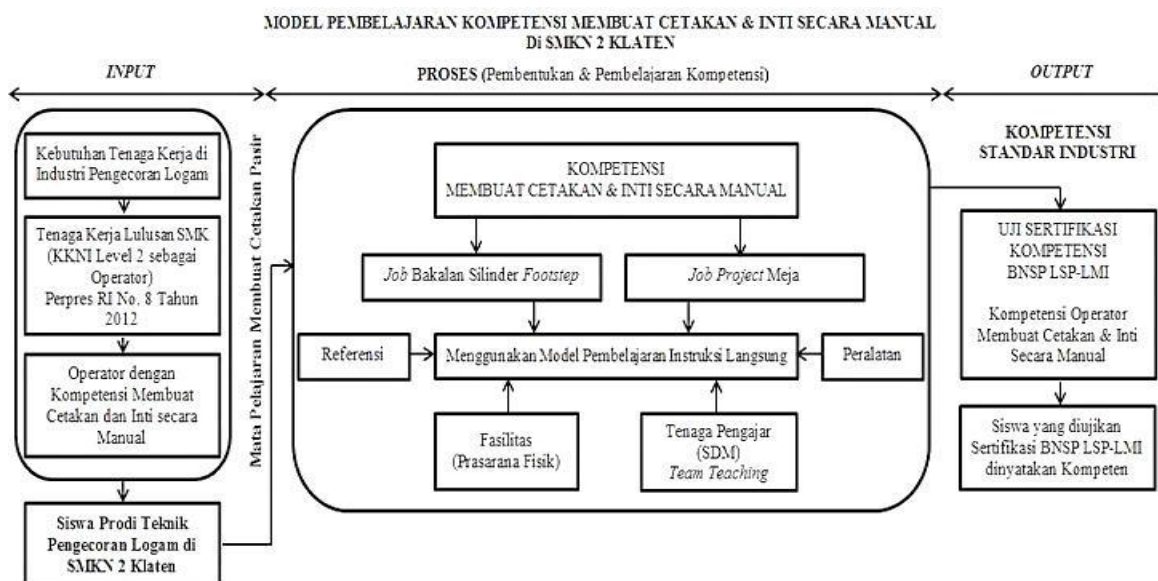 MODEL PEMBELAJARAN KOMPETENSI MEMBUAT CETAKAN & INTI SECARA MANUAL
Di SMKN 2 KLATEN
INPUT
PROSES (Pembentukan & Pembelajaran Kompetensi)
OUTPUT
Kebutuhan Tenaga Kerja di
Industri Pengecoran Logam
Tenaga Kerja Lulusan SMK
(KKNI Level 2 sebagai
Operator)
Perpres RI No. 8 Tahun
2012
Operator dengan
Kompetensi Membuat
Cetakan dan Inti secara
Manual
Siswa Prodi Teknik
Pengecoran Logam di
SMKN 2 Klaten
Mata Pelajaran Membuat Cetakan Pasir
KOMPETENSI
MEMBUAT CETAKAN & INTI SECARA MANUAL
Job Bakalan Silinder Footstep
Job Project Meja
Referensi
Menggunakan Model Pembelajaran Instruksi Langsung
Peralatan
Fasilitas
(Prasarana Fisik)
Tenaga Pengajar
(SDM)
Team Teaching
KOMPETENSI
STANDAR INDUSTRI
UJI SERTIFIKASI
KOMPETENSI
BNSP LSP-LMI
Kompetensi Operator
Membuat Cetakan & Inti
Secara Manual
Siswa yang diujikan
Sertifikasi BNSP LSP-LMI
dinyatakan Kompeten